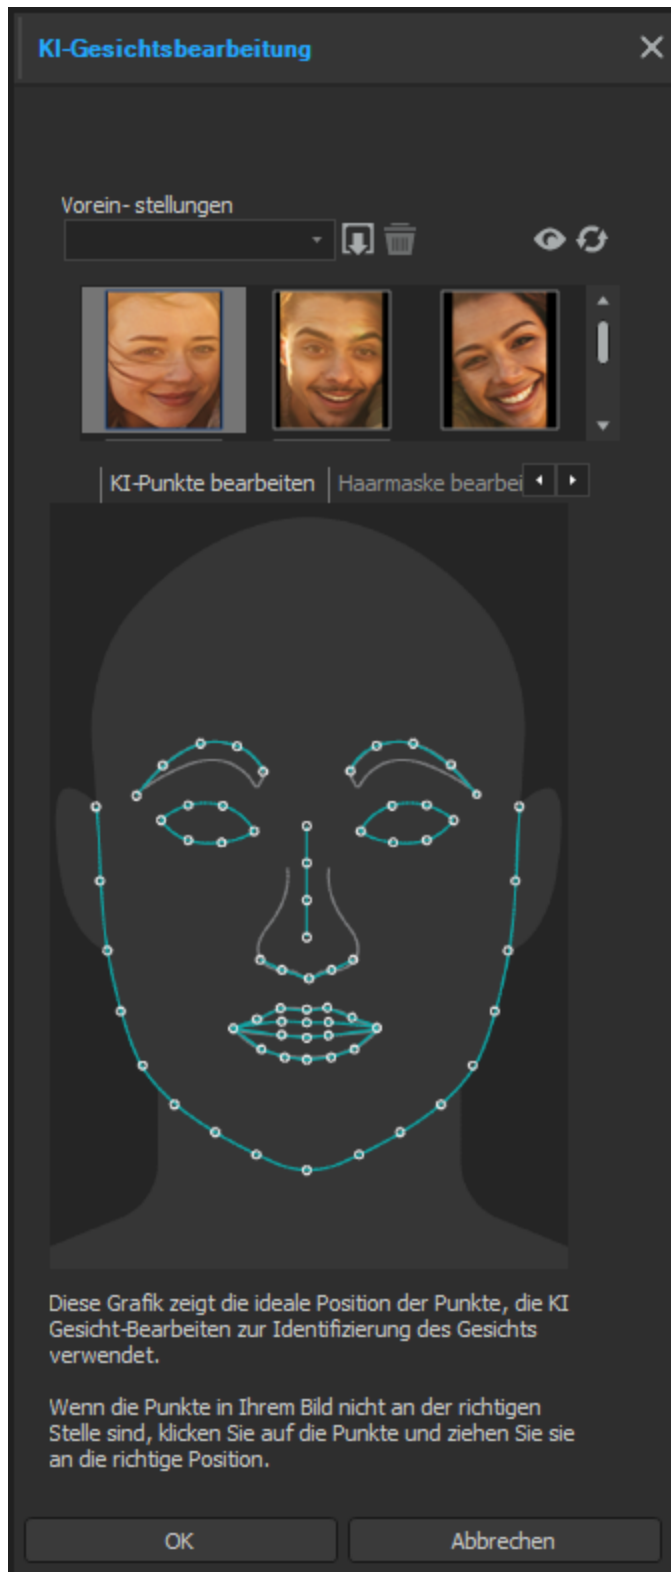 KI-Gesichtsbearbeitung
Vorein- stellungen
KI-Punkte bearbeiten
Haarmaske bearbei
Diese Grafik zeigt die ideale Position der Punkte, die KI
Gesicht-Bearbeiten zur Identifizierung des Gesichts
verwendet.
Wenn die Punkte in Ihrem Bild nicht an der richtigen
Stelle sind, klicken Sie auf die Punkte und ziehen Sie sie
an die richtige Position.
OK
Abbrechen